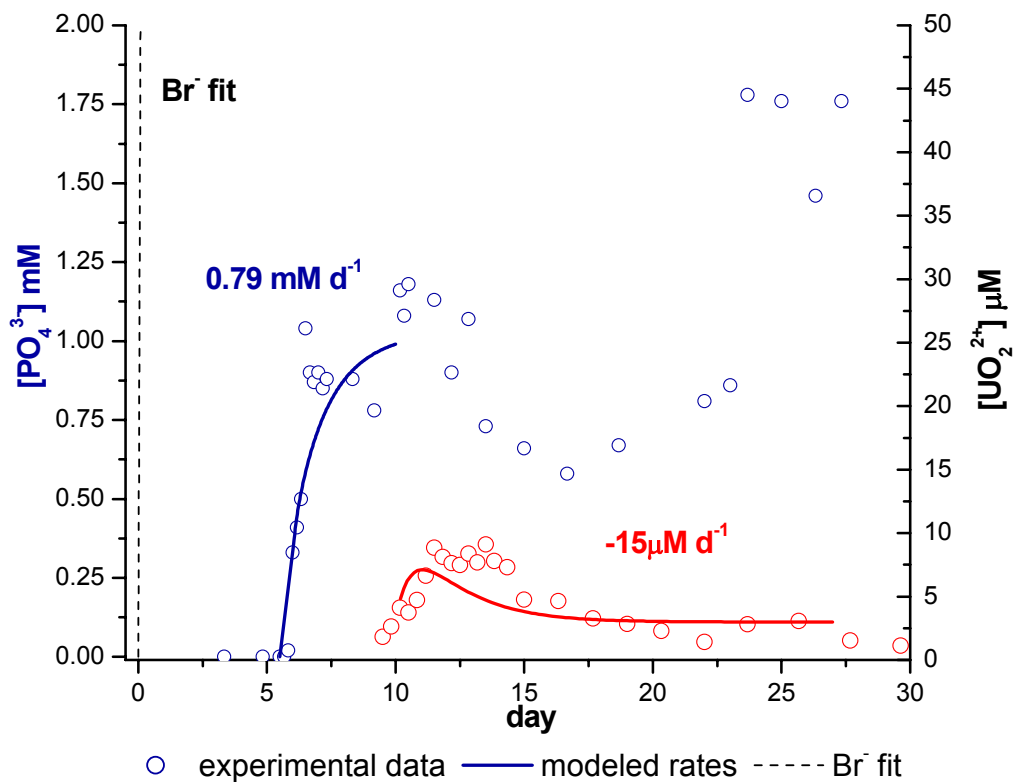 2.00
1.75
1.50
1.25
1.00
0.75
0.50
0.25
0.00
[PO₄³⁻] mM
Br⁻ fit
0.79 mM d⁻¹
-15μM d⁻¹
50
45
40
35
30
25
20
15
10
5
0
[UO₂²⁺] μM
0 5 10 15 20 25 30
day
experimental data modeled rates Br⁻ fit